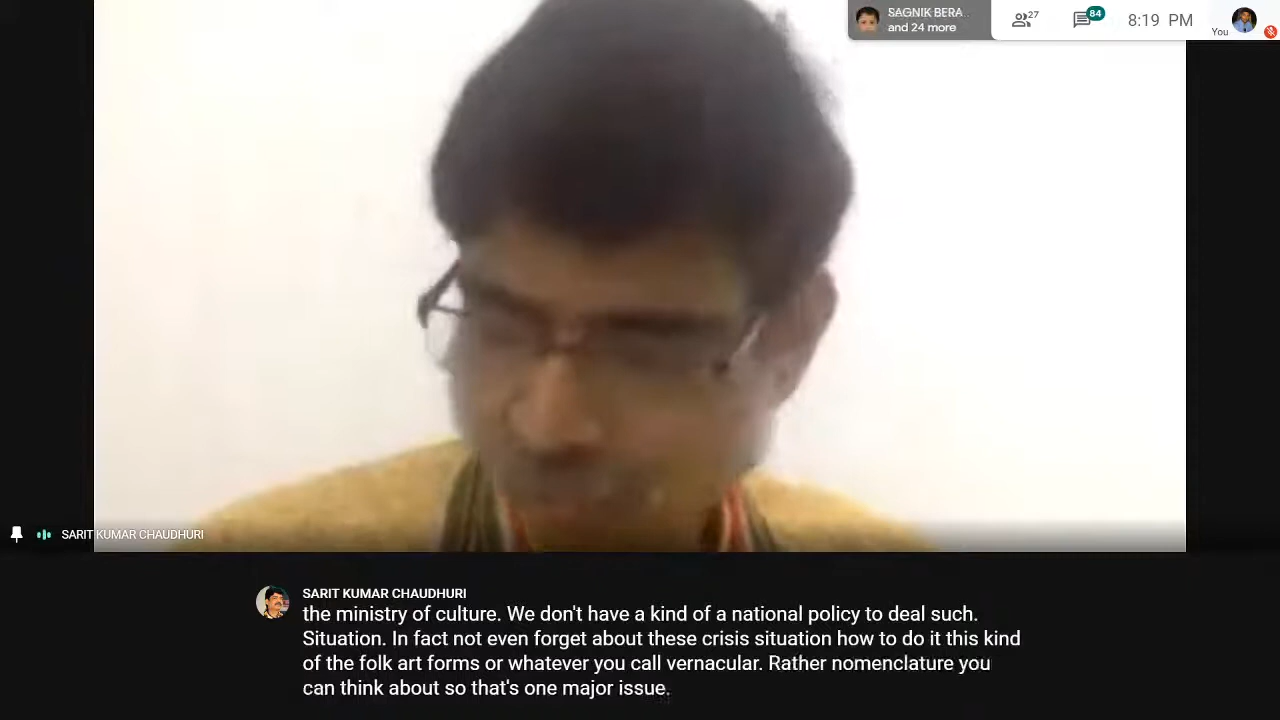 SAGNIK BERA
and 24 more
27
84
8:19 PM
You
SARIT KUMAR CHAUDHURI
SARIT KUMAR CHAUDHURI
the ministry of culture. We don't have a kind of a national policy to deal such.
Situation. In fact not even forget about these crisis situation how to do it this kind
of the folk art forms or whatever you call vernacular. Rather nomenclature you
can think about so that's one major issue.